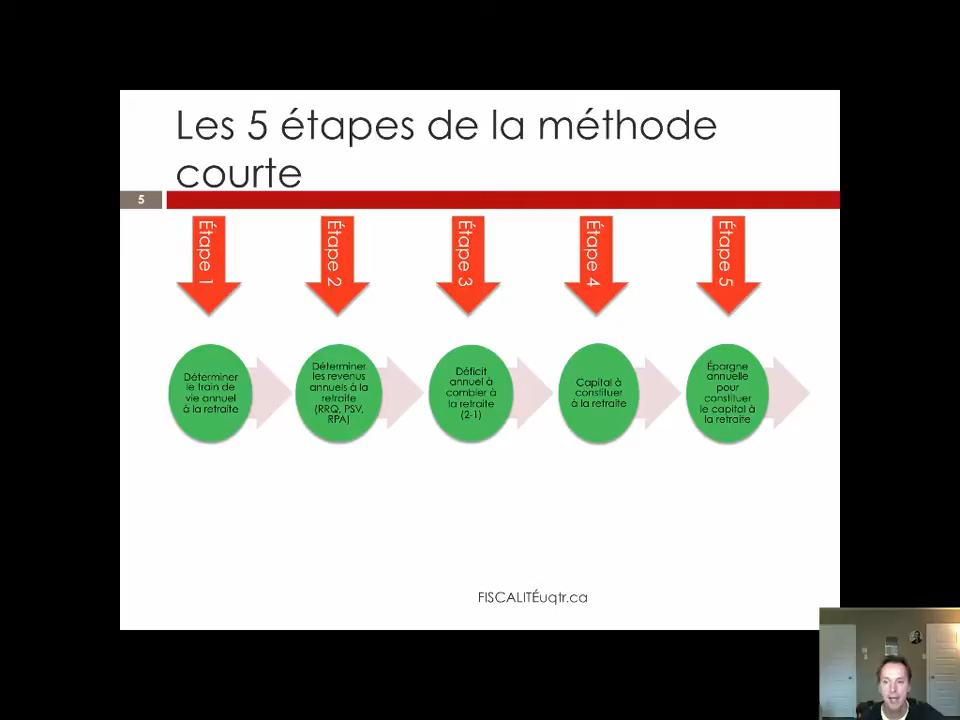 Les 5 étapes de la méthode
courte
5
Étape 1
Étape 2
Étape 3
Étape 4
Étape 5
Déterminer
le train de
vie annuel
à la retraite
Déterminer
les revenus
annuels à la
retraite
(RRQ, PSV,
RPA)
Déficit
annuel à
combler à
la retraite
(2-1)
Capital à
constituer
à la retraite
Épargne
annuelle
pour
constituer
le capital à
la retraite
FISCALITÉuqtr.ca